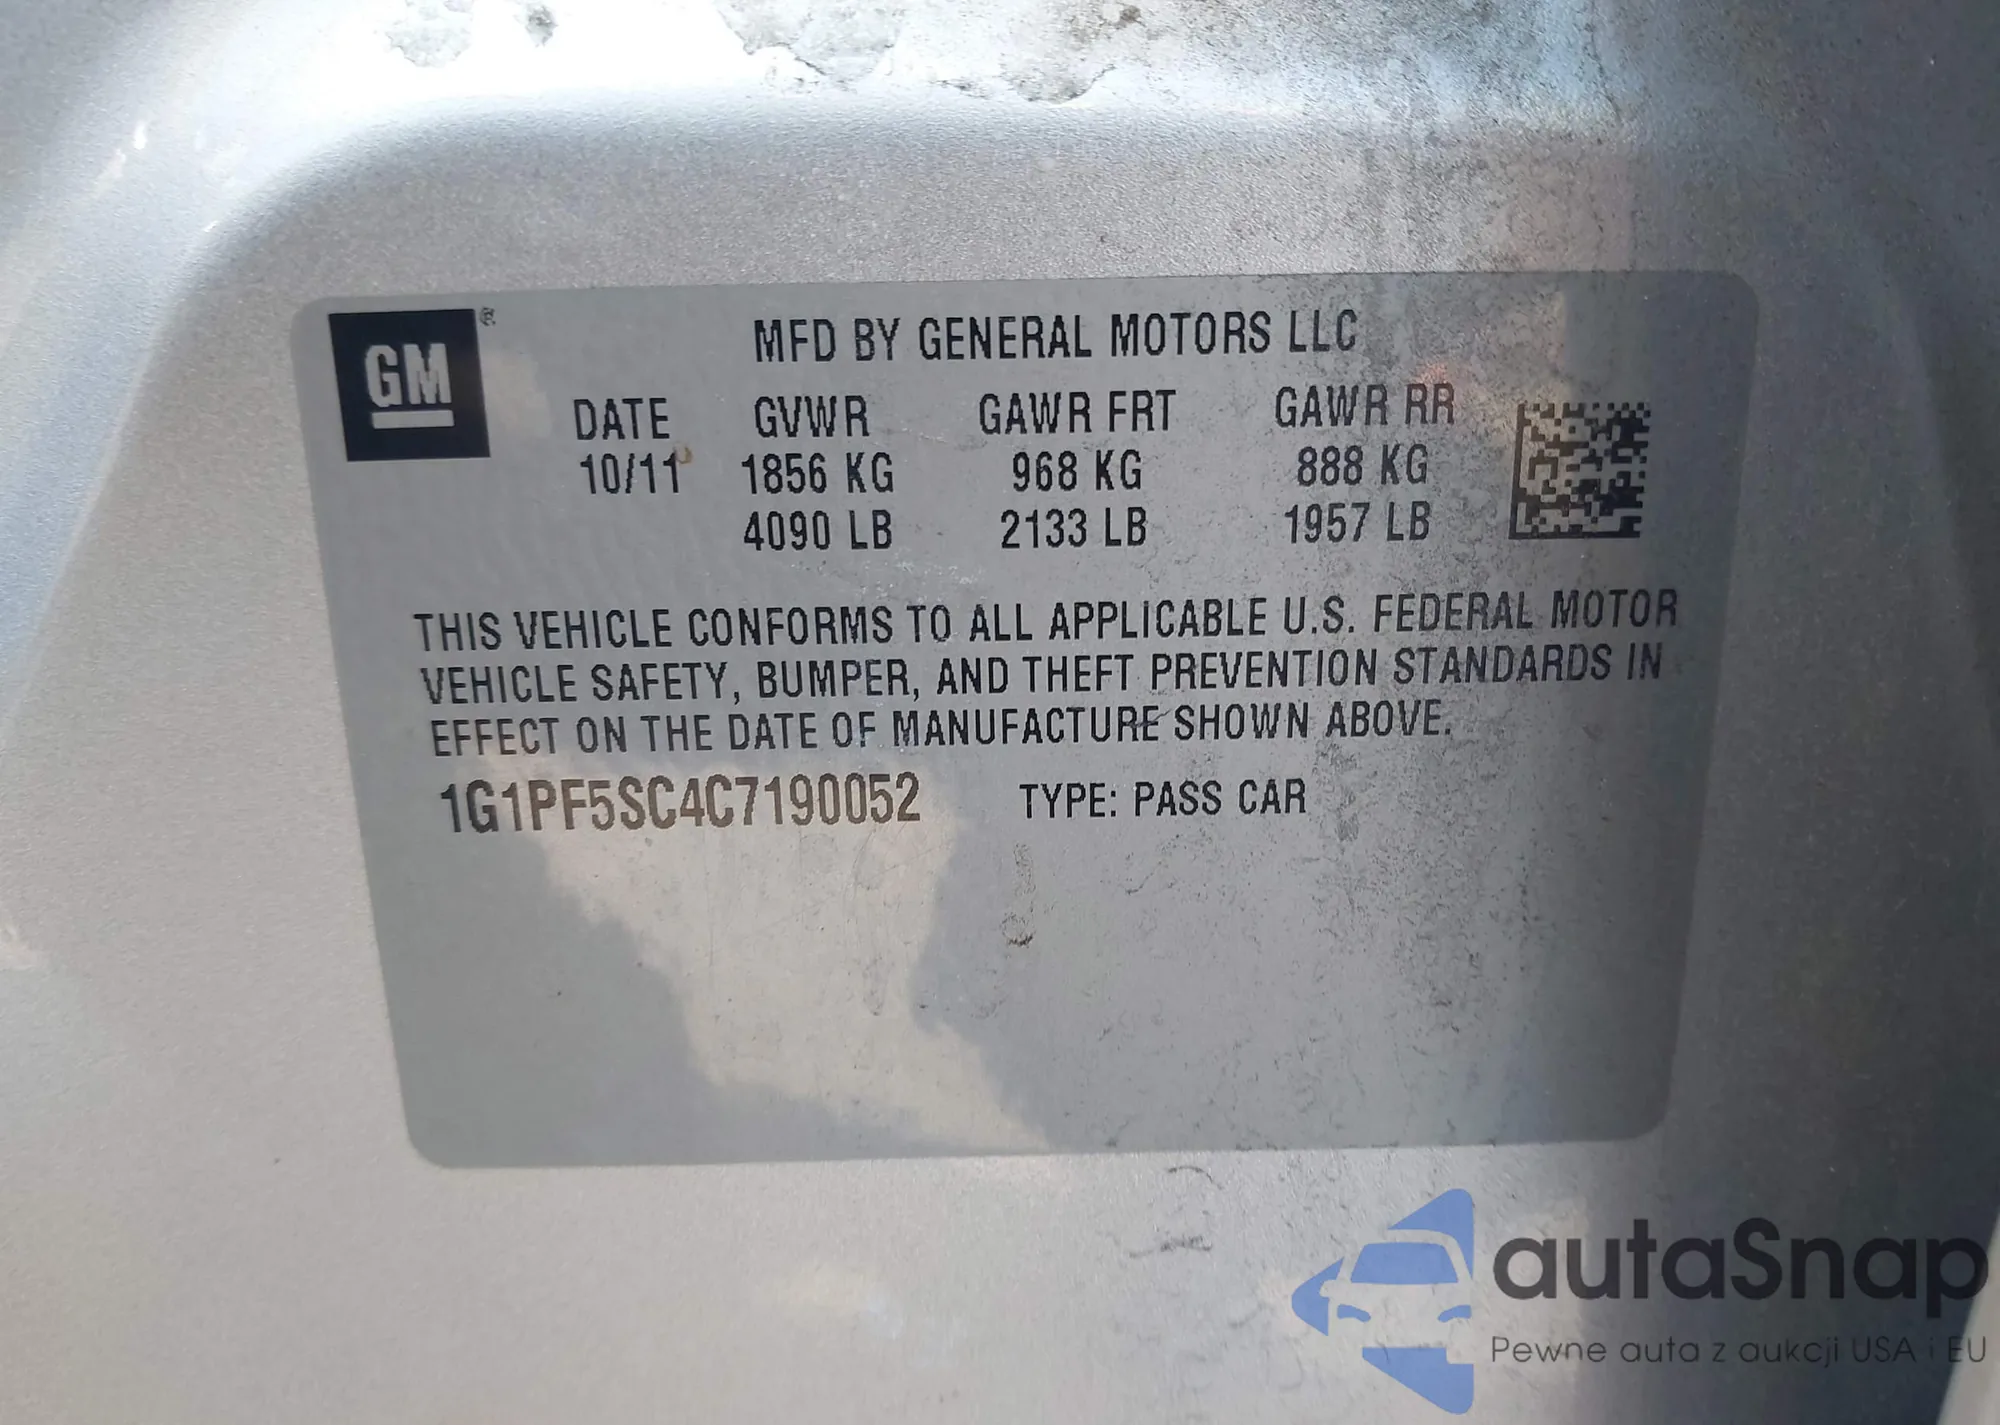 GM®
MFD BY GENERAL MOTORS LLC
DATE GVWR GAWR FRT GAWR RR
10/11 1856 KG 968 KG 888 KG
4090 LB 2133 LB 1957 LB
THIS VEHICLE CONFORMS TO ALL APPLICABLE U.S. FEDERAL MOTOR
VEHICLE SAFETY, BUMPER, AND THEFT PREVENTION STANDARDS IN
EFFECT ON THE DATE OF MANUFACTURE SHOWN ABOVE.
1G1PF5SC4C7190052 TYPE: PASS CAR
autaSnap
Pewne auta z aukcji USA i EU